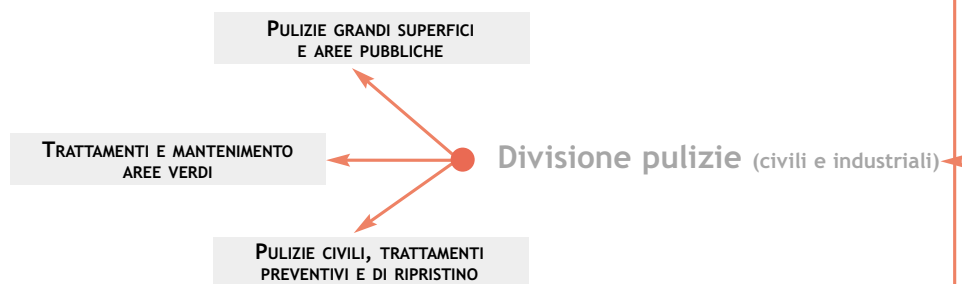 PULIZIE GRANDI SUPERFICI
E AREE PUBBLICHE
TRATTAMENTI E MANTENIMENTO
AREE VERDI
Divisione pulizie (civili e industriali)
PULIZIE CIVILI, TRATTAMENTI
PREVENTIVI E DI RIPRISTINO